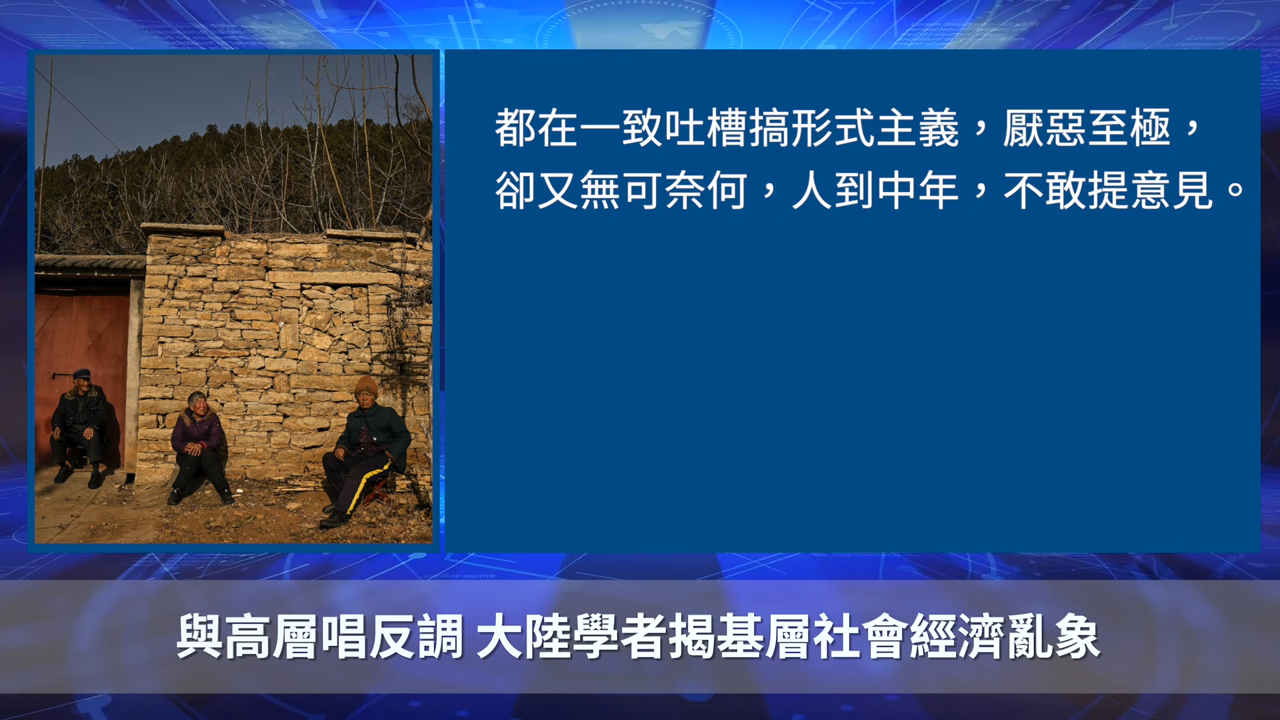 都在一致吐槽搞形式主義，厭惡至極，
卻又無可奈何，人到中年，不敢提意見。
與高層唱反調 大陸學者揭基層社會經濟亂象